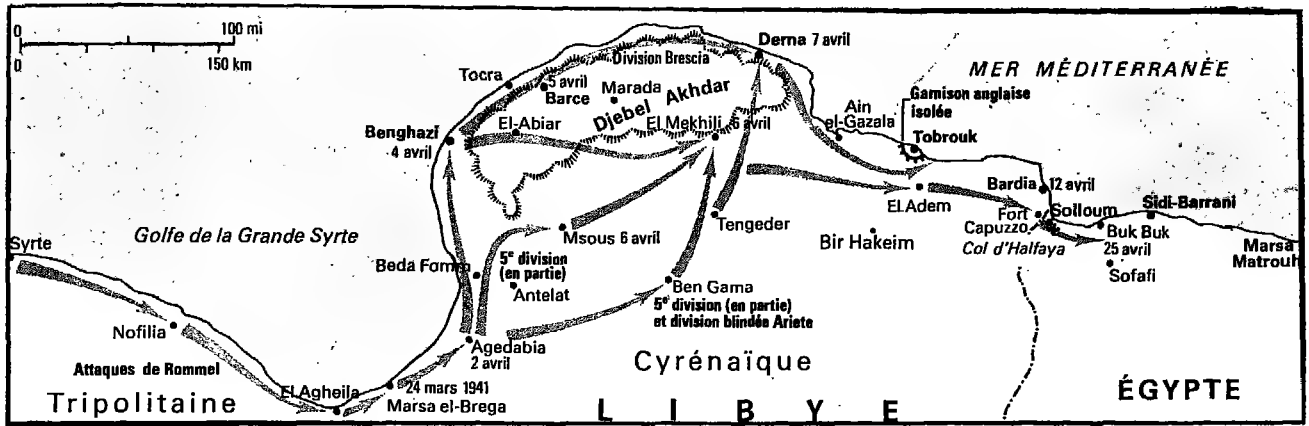 0 100 mi
0 150 km
Derna 7 avril
Division Brescia
MER MÉDITERRANÉE
Tocra
5 avril
Barce
Marada
Garnison anglaise
isolée
Djebel Akhdar
Ain
el-Gazala
Benghazi
4 avril
El-Abiar
El Mekhili 6 avril
Tobrouk
Bardia 12 avril
El Adem
Fort
Capuzzo
Solloum
Sidi-Barrani
Tengeder
Golfe de la Grande Syrte
Msous 6 avril
Bir Hakeim
Col d'Halfaya
Buk Buk
25 avril
Marsa
Matrouh
Syrte
Beda Fomm
5e division
(en partie)
Antelat
Ben Gama
Sofafi
5e division (en partie)
et division blindée Ariete
Nofilia
Agedabia
2 avril
Cyrénaïque
Attaques de Rommel
El Agheila
24 mars 1941
Marsa el-Brega
ÉGYPTE
Tripolitaine
LIBYE